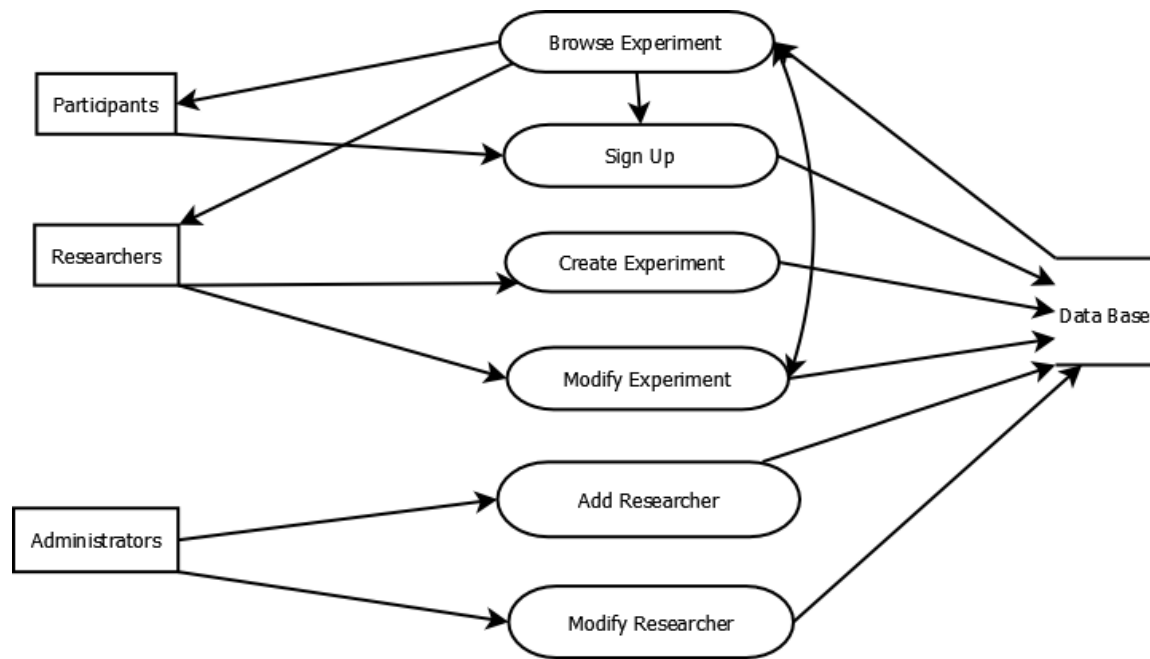 Browse Experiment
Participants
Sign Up
Researchers
Create Experiment
Data Base
Modify Experiment
Add Researcher
Administrators
Modify Researcher